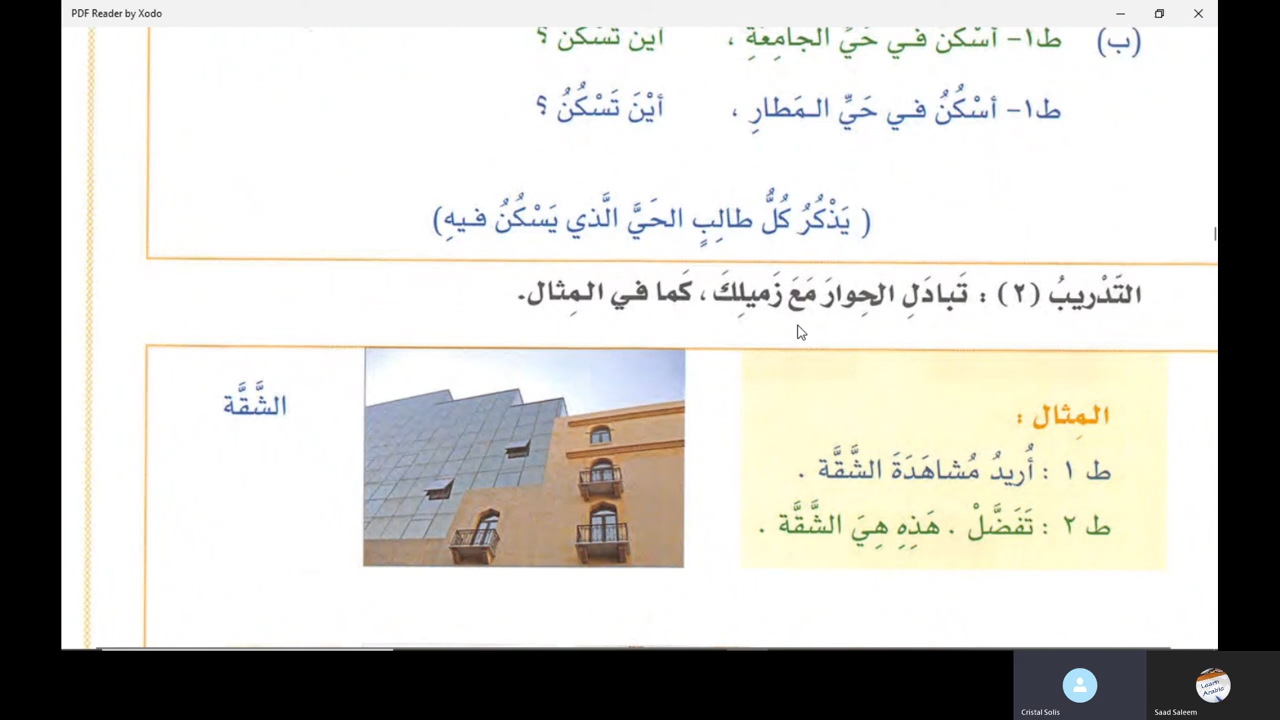 PDF Reader by Xodo
(ب) ط١- أسْكُن في حَيِّ الجامِعةِ ، أين تَسْكُن ؟
ط١- أسْكُنُ في حَيِّ المَطارِ ، أيْنَ تَسْكُنُ ؟
( يَذْكُرُ كُلُّ طالِبٍ الحَيَّ الَّذي يَسْكُنُ فيهِ)
التَّدْريبُ (٢) : تَبادَلِ الحِوارَ مَعَ زَميلِكَ ، كَما في المِثال.
المِثال :
ط ١ : أُريدُ مُشاهَدَةَ الشَّقَّة .
ط ٢ : تَفَضَّلْ . هَذِهِ هِيَ الشَّقَّة .
الشَّقَّة
Cristal Solis
Learn Arabic
Saad Saleem